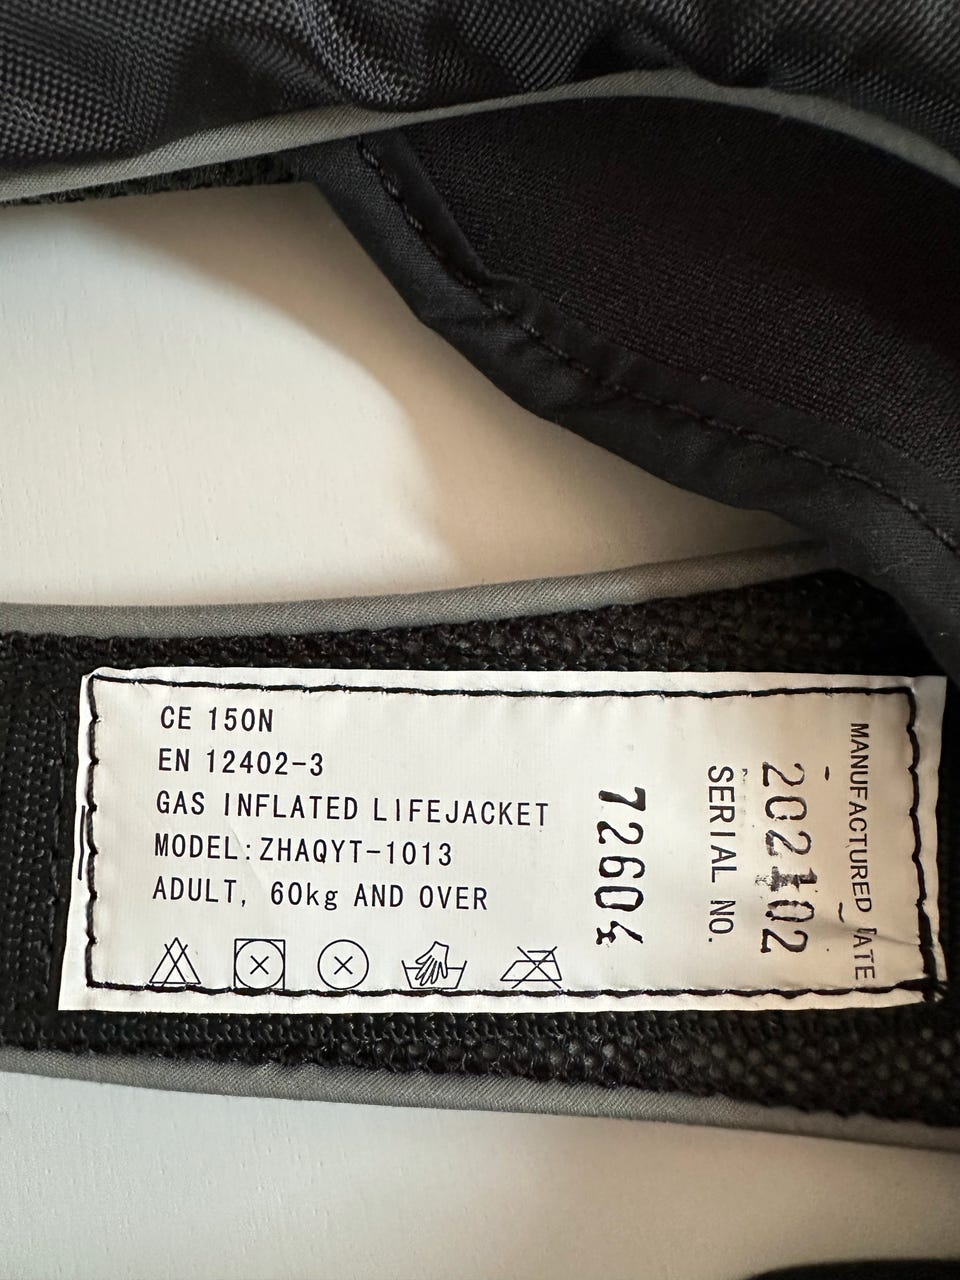 CE 150N
EN 12402-3
GAS INFLATED LIFEJACKET
MODEL:ZHAQYT-1013
ADULT, 60kg AND OVER
MANUFACTURED DATE
202102
SERIAL NO.
72604